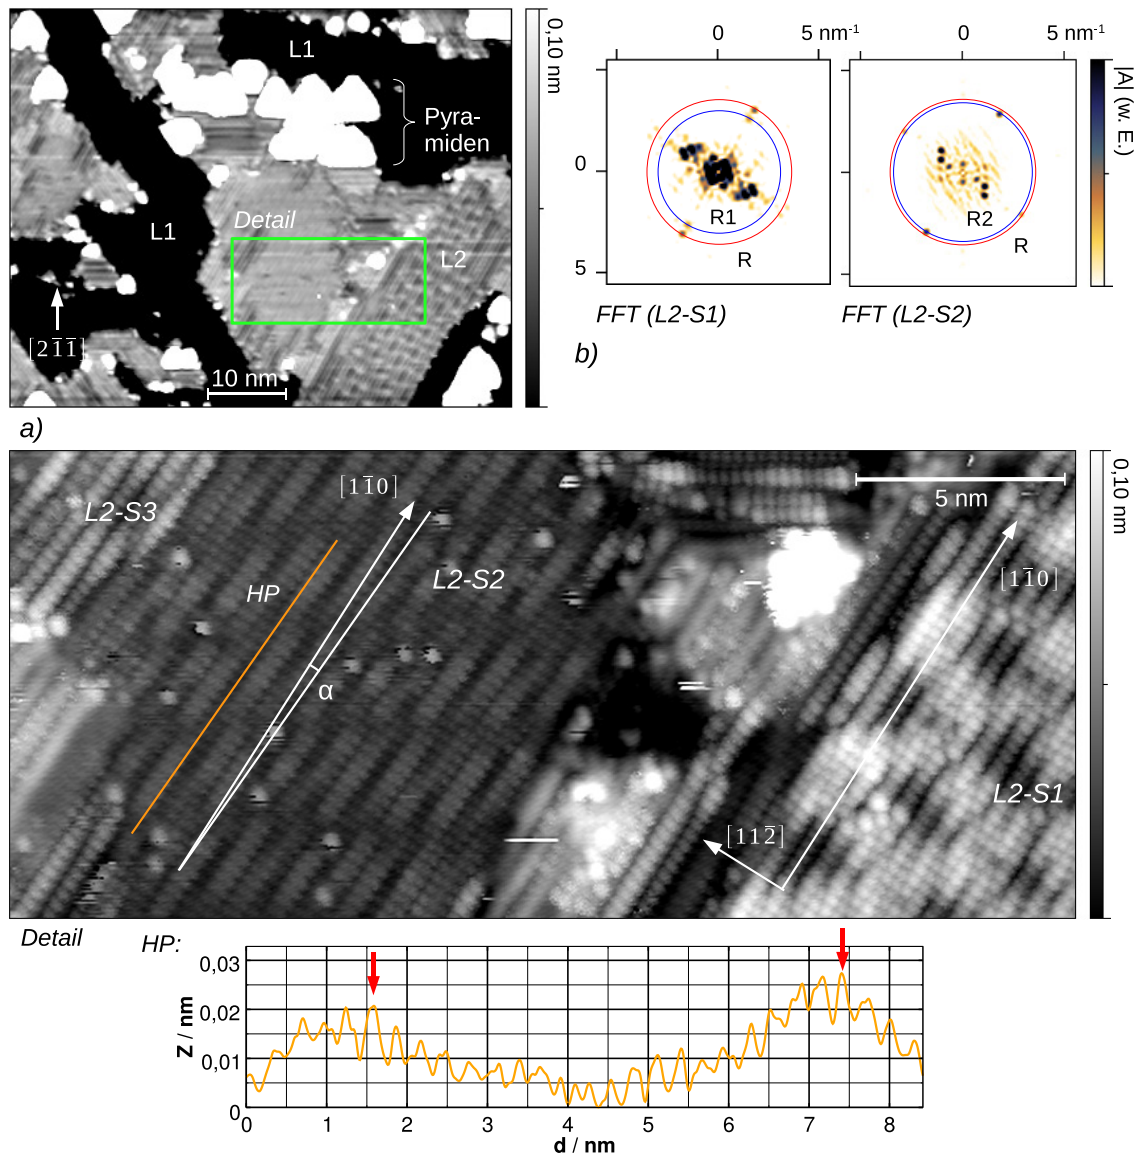 L1
Pyra-
miden
Detail
L1
L2
[2 1̅ 1̅]
10 nm
0,10 nm
a)
0
5 nm⁻¹
0
5 nm⁻¹
0
5
R1
R
R2
R
|A| (w. E.)
FFT (L2-S1)
FFT (L2-S2)
b)
L2-S3
[1 1̅ 0]
HP
L2-S2
α
5 nm
[1 1̅ 0]
L2-S1
[1 1 2̅]
0,10 nm
Detail
HP:
0,03
0,02
0,01
0
Z / nm
0 1 2 3 4 5 6 7 8
d / nm